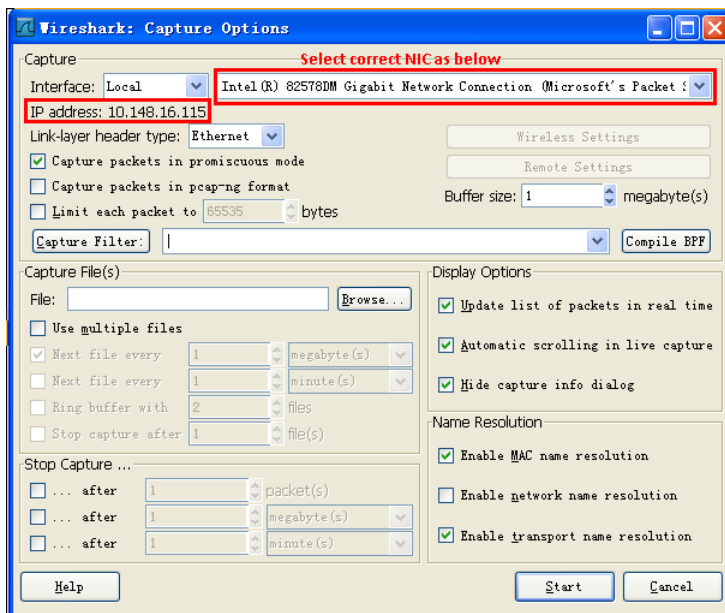 Wireshark: Capture Options
Capture
Select correct NIC as below
Interface: Local Intel(R) 82578DM Gigabit Network Connection (Microsoft's Packet S
IP address: 10.148.16.115
Link-layer header type: Ethernet
Wireless Settings
Capture packets in promiscuous mode
Remote Settings
Capture packets in pcap-ng format
Buffer size: 1 megabyte(s)
Limit each packet to 65535 bytes
Capture Filter: Compile BPF
Capture File(s)
File: Browse...
Use multiple files
Next file every 1 megabyte(s)
Next file every 1 minute(s)
Ring buffer with 2 files
Stop capture after 1 file(s)
Stop Capture ...
... after 1 packet(s)
... after 1 megabyte(s)
... after 1 minute(s)
Display Options
Update list of packets in real time
Automatic scrolling in live capture
Hide capture info dialog
Name Resolution
Enable MAC name resolution
Enable network name resolution
Enable transport name resolution
Help Start Cancel